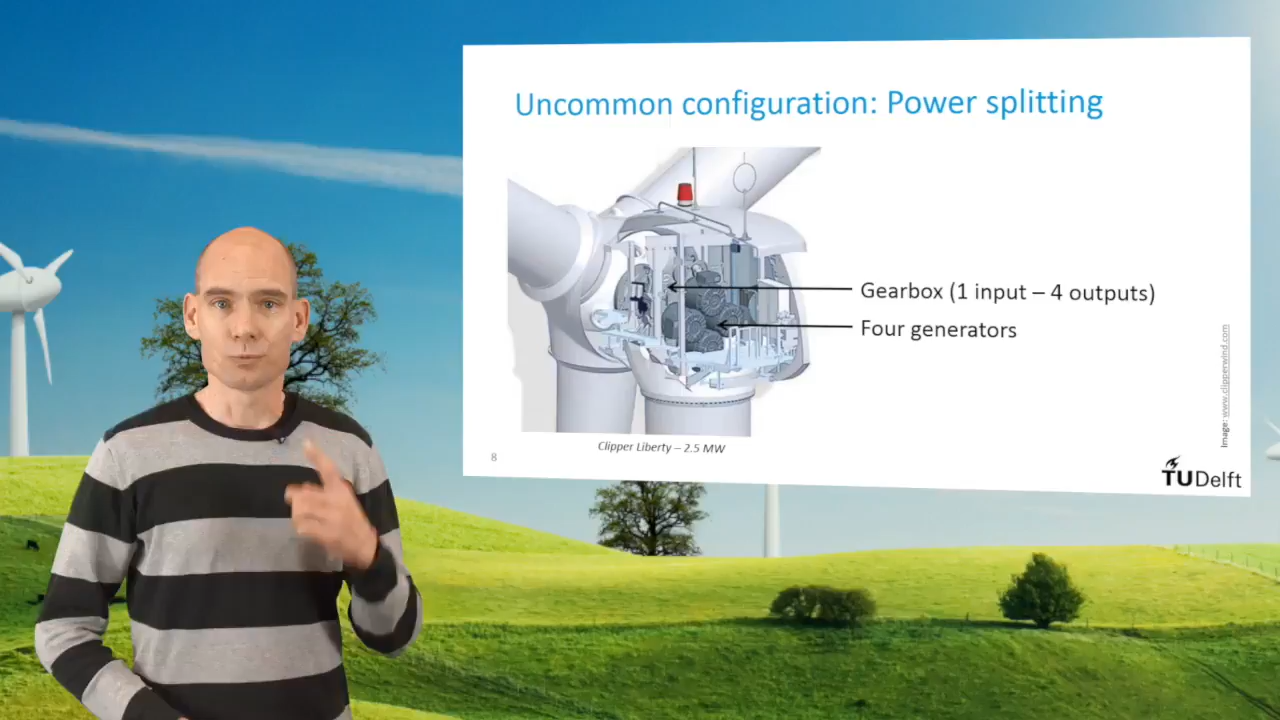 Uncommon configuration: Power splitting
Gearbox (1 input – 4 outputs)
Four generators
Image: www.clipperwind.com
Clipper Liberty – 2.5 MW
8
TUDelft